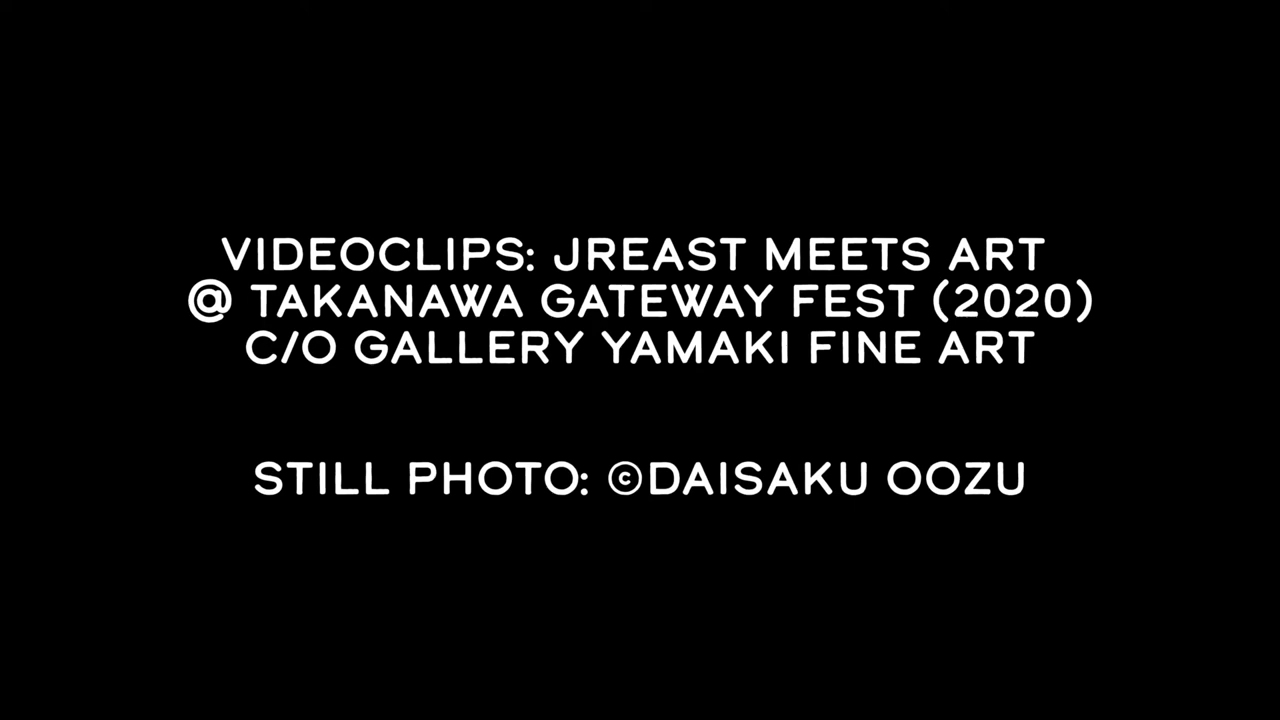 VIDEOCLIPS: JREAST MEETS ART
@ TAKANAWA GATEWAY FEST (2020)
C/O GALLERY YAMAKI FINE ART
STILL PHOTO: ©DAISAKU OOZU